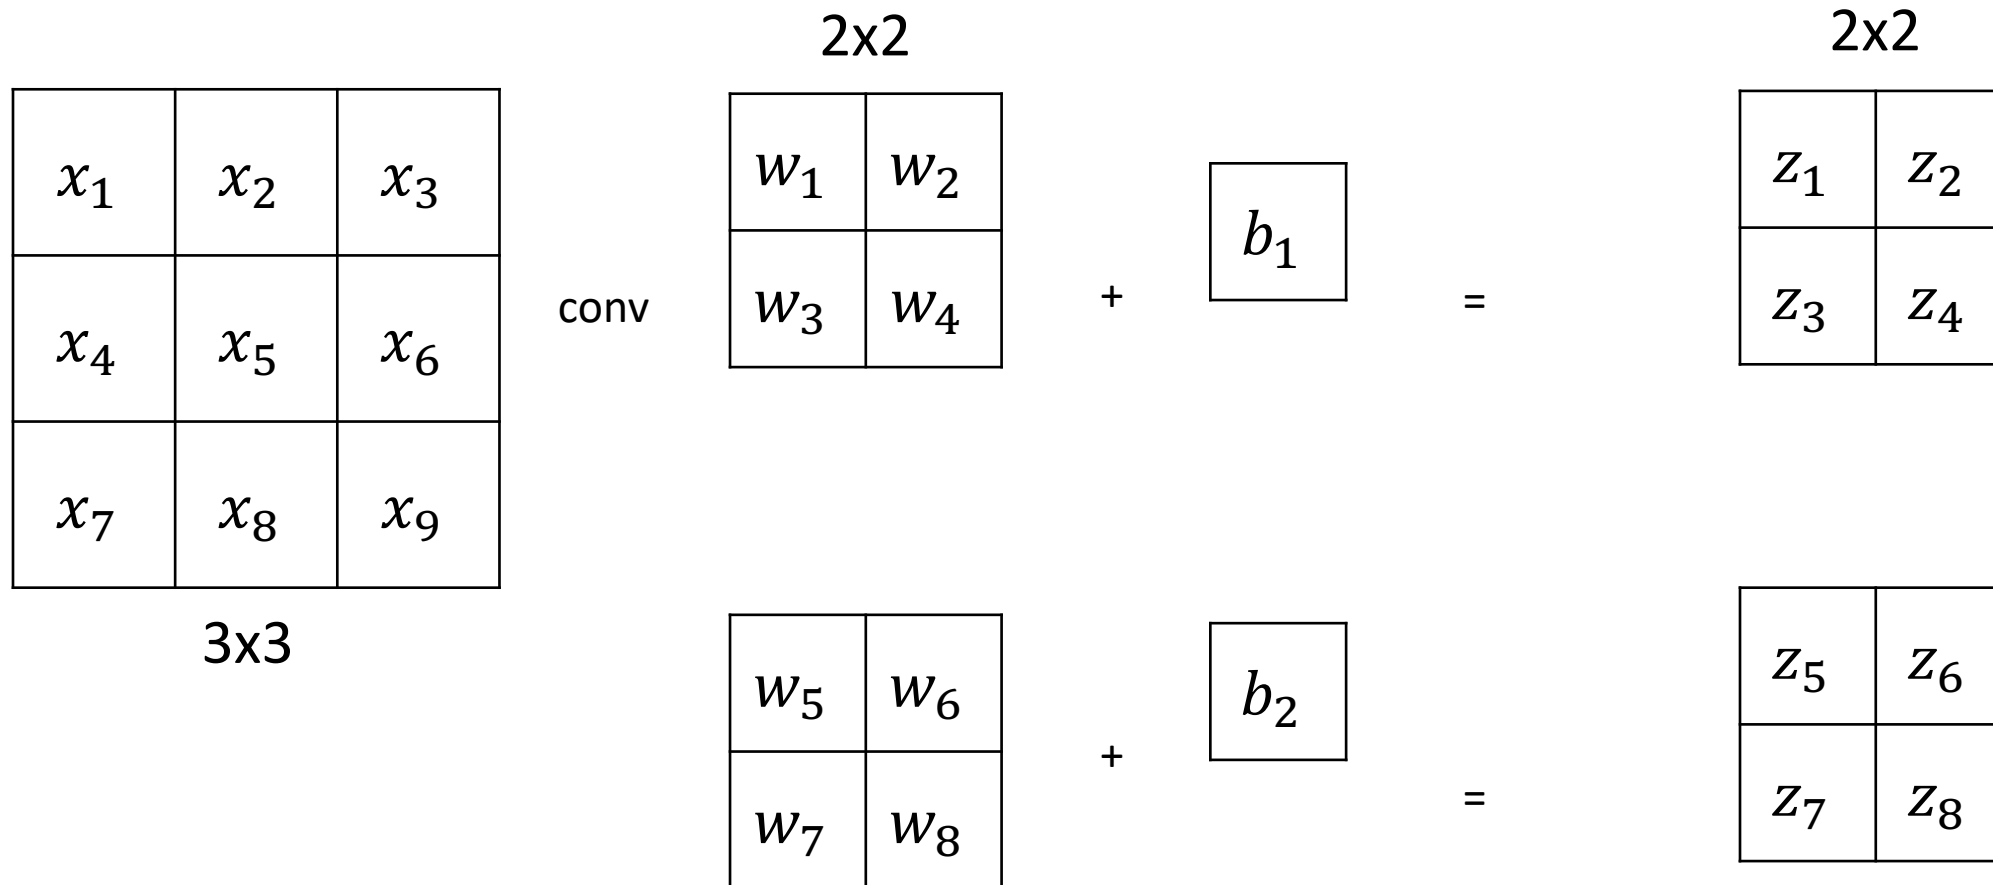 2x2 2x2
x₁ x₂ x₃ w₁ w₂ b₁ z₁ z₂
x₄ x₅ x₆ conv w₃ w₄ + = z₃ z₄
x₇ x₈ x₉
3x3
w₅ w₆ b₂ z₅ z₆
w₇ w₈ + = z₇ z₈